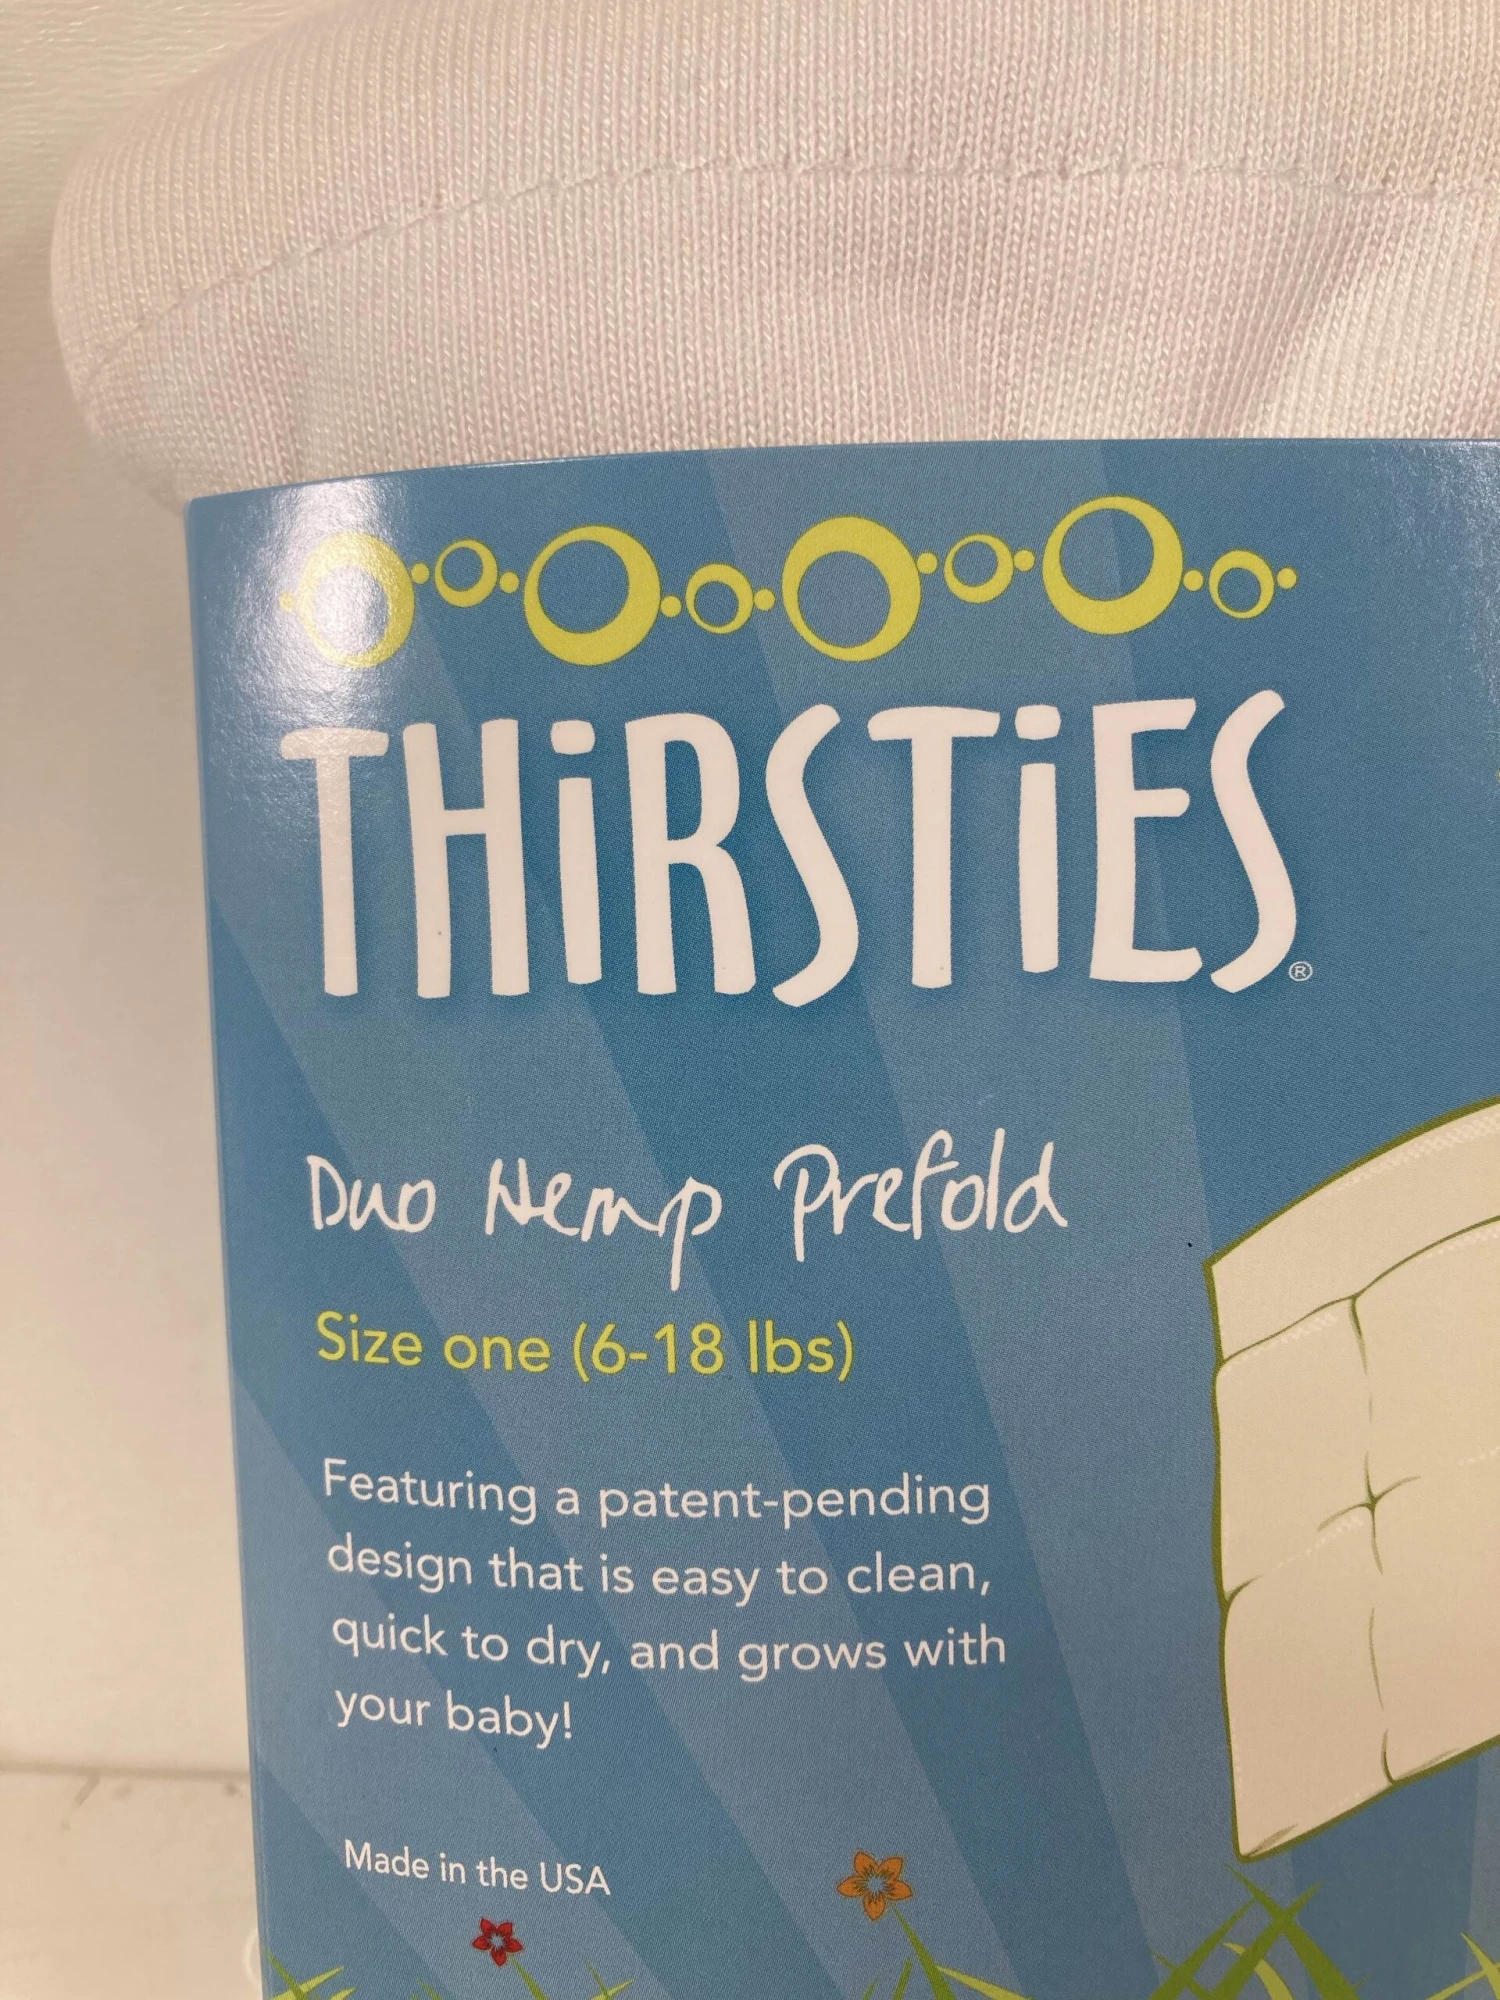 THiRSTiES®
Duo Hemp Prefold
Size one (6-18 lbs)
Featuring a patent-pending
design that is easy to clean,
quick to dry, and grows with
your baby!
Made in the USA